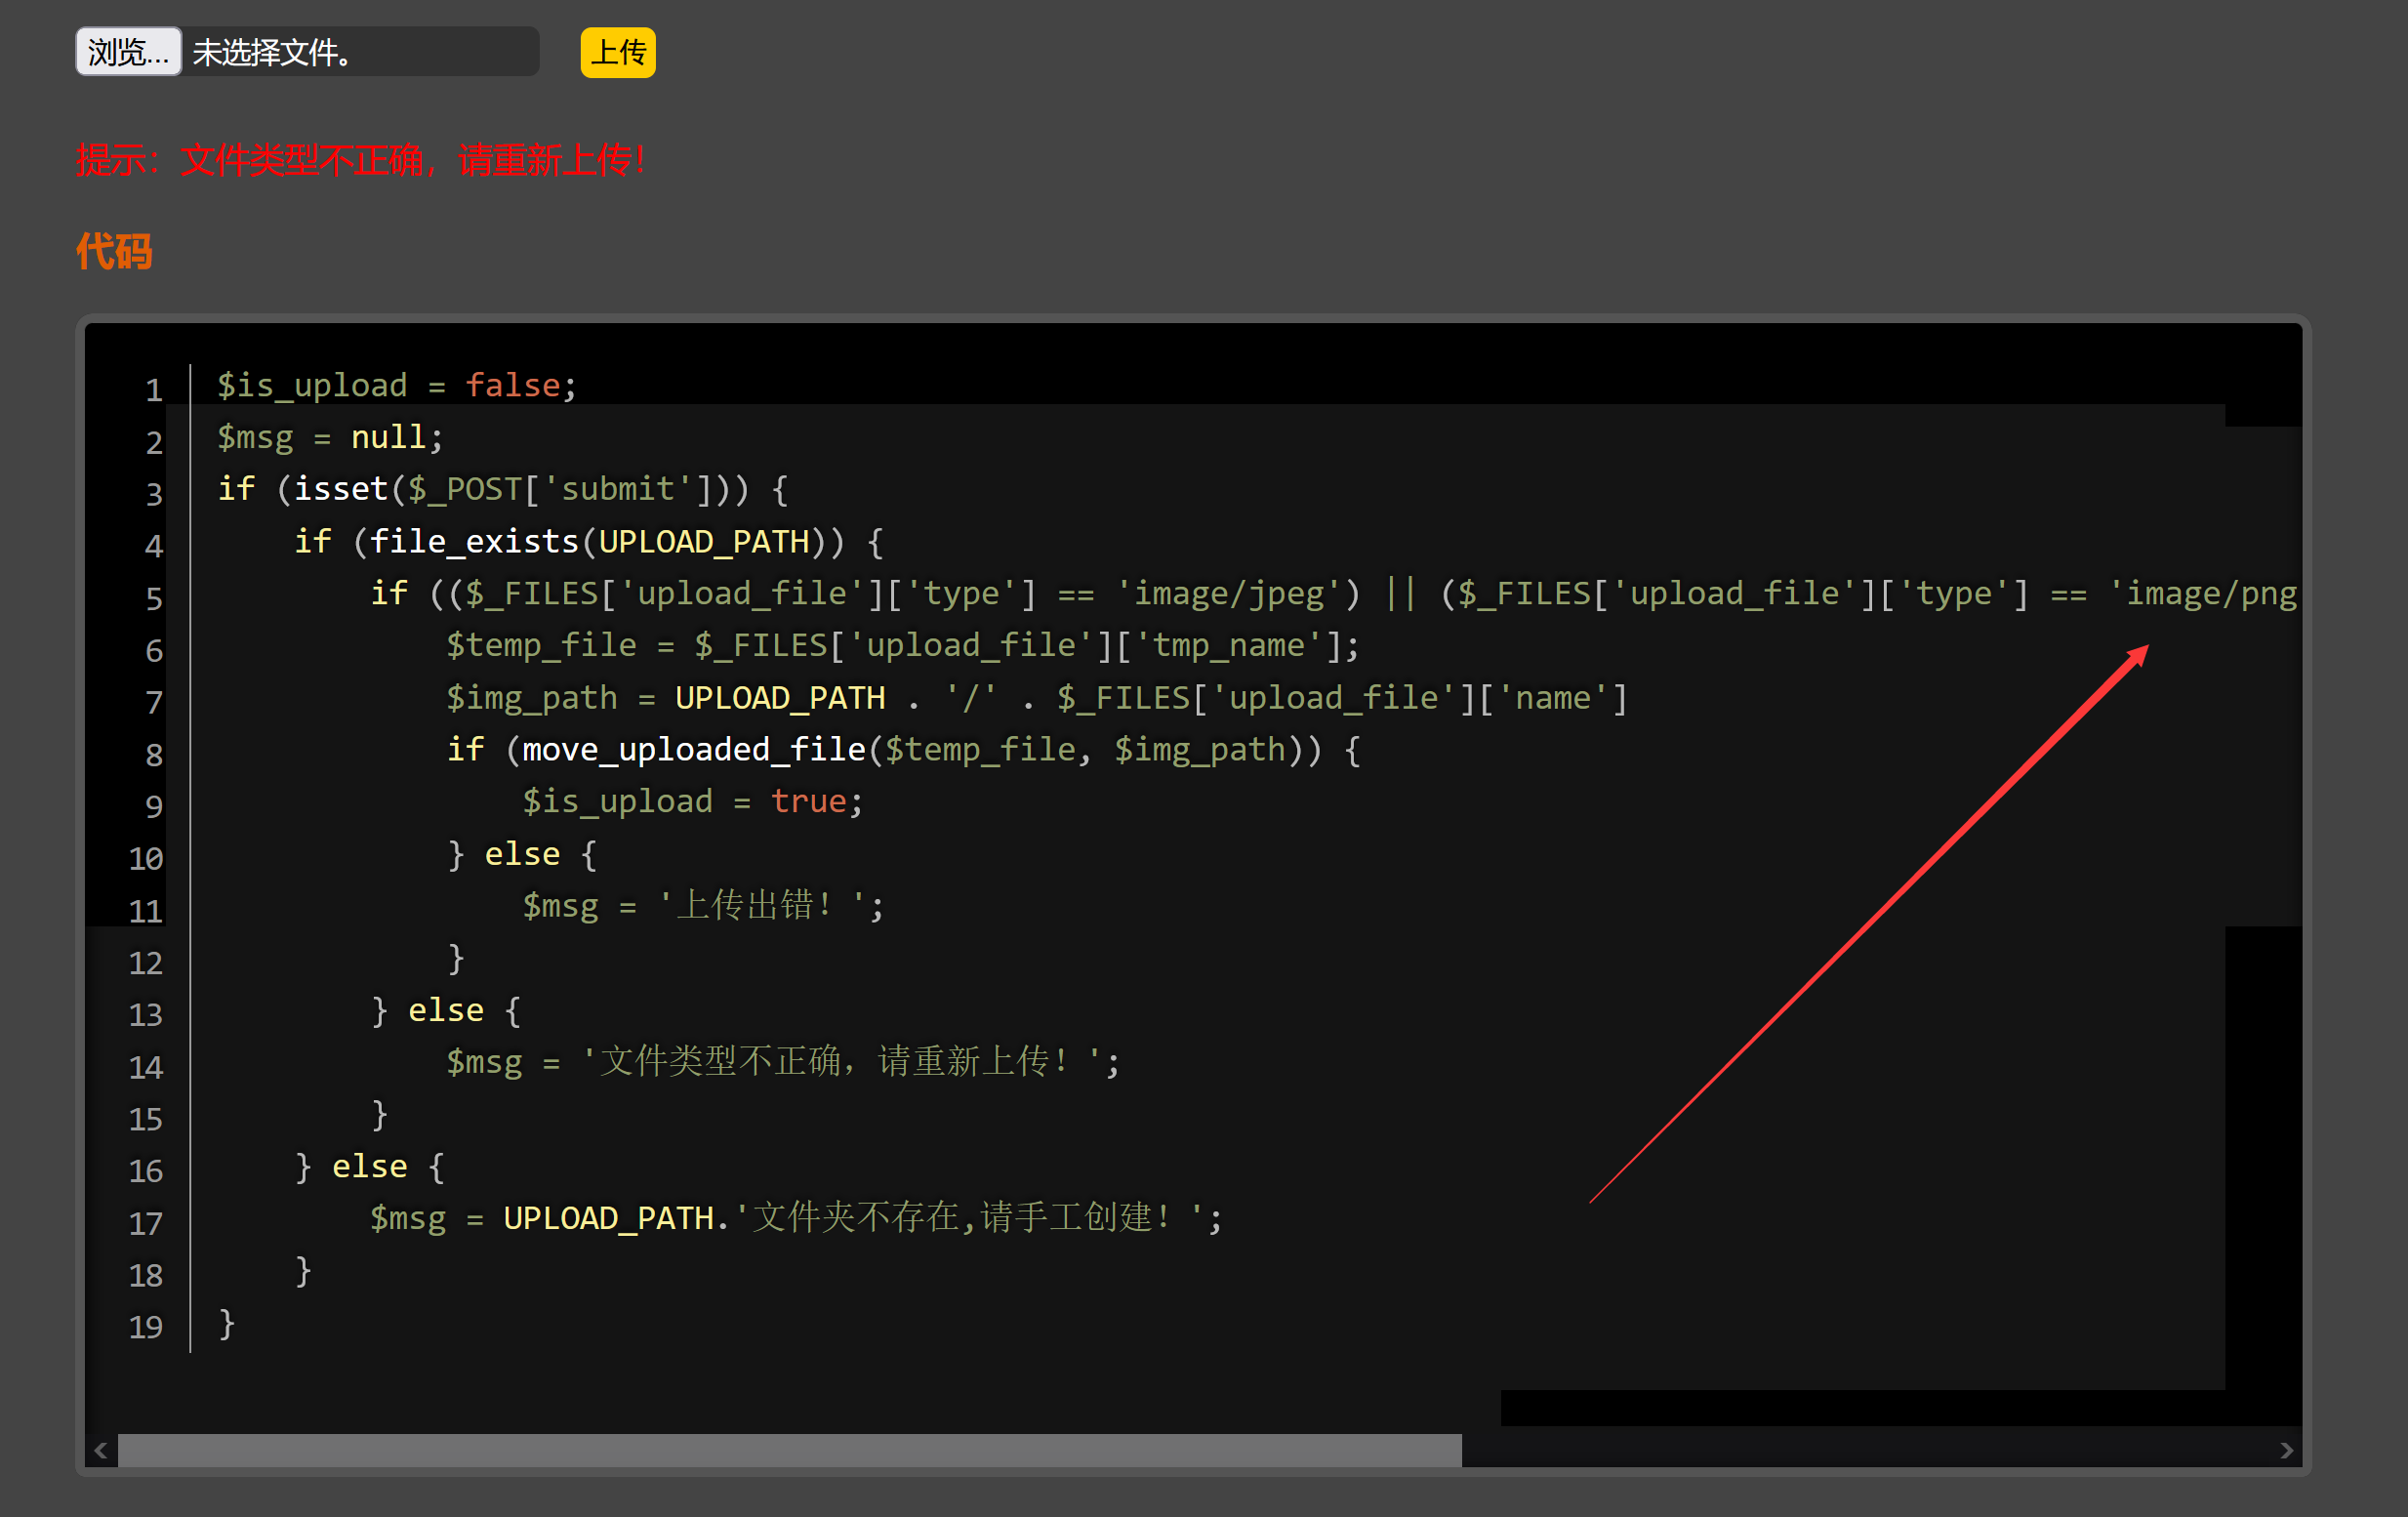 浏览... 未选择文件。 上传
提示：文件类型不正确，请重新上传！
代码
1 $is_upload = false;
2 $msg = null;
3 if (isset($_POST['submit'])) {
4     if (file_exists(UPLOAD_PATH)) {
5         if (($_FILES['upload_file']['type'] == 'image/jpeg') || ($_FILES['upload_file']['type'] == 'image/png
6             $temp_file = $_FILES['upload_file']['tmp_name'];
7             $img_path = UPLOAD_PATH . '/' . $_FILES['upload_file']['name']
8             if (move_uploaded_file($temp_file, $img_path)) {
9                 $is_upload = true;
10             } else {
11                 $msg = '上传出错！';
12             }
13         } else {
14             $msg = '文件类型不正确，请重新上传！';
15         }
16     } else {
17         $msg = UPLOAD_PATH.'文件夹不存在,请手工创建！';
18     }
19 }